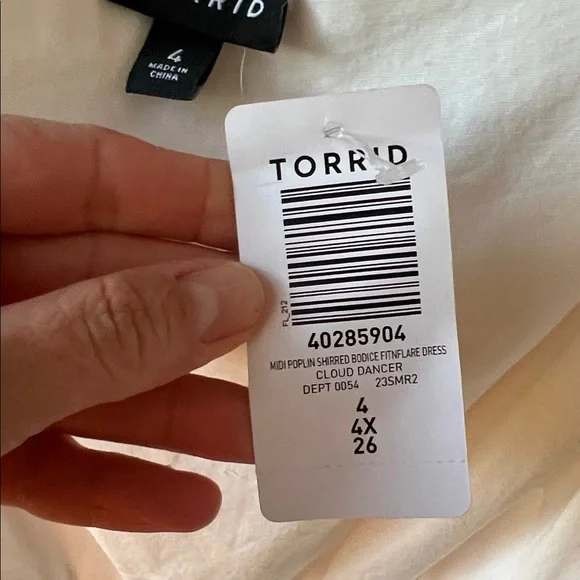 RID
4
MADE IN
CHINA
TORRID
FL_212
40285904
MIDI POPLIN SHIRRED BODICE FITNFLARE DRESS
CLOUD DANCER
DEPT 0054 23SMR2
4
4X
26